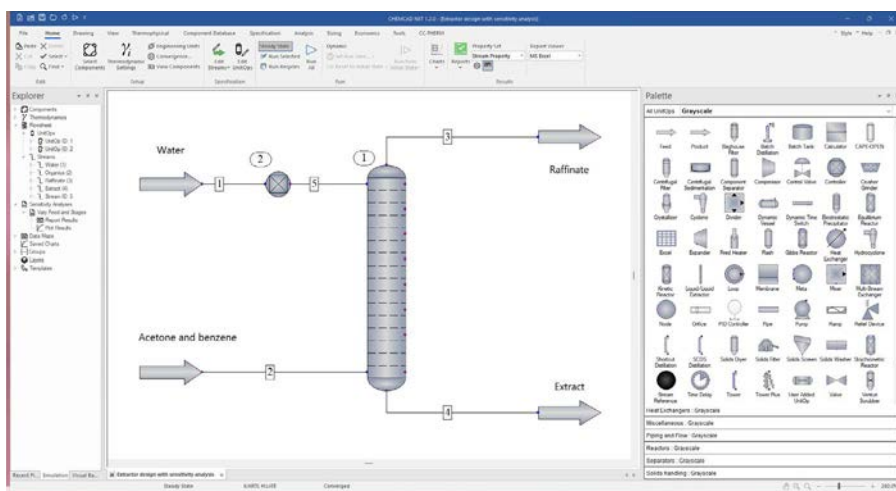 CHEMCAD NXT 1.2.0 - [Extractor design with sensitivity analysis]
File Home Drawing View Thermophysical Component Database Specification Analysis Sizing Economics Tools CC-THERM
Style Help
Paste
Select
Find
Select Components
Thermodynamic Settings
Engineering Units
Convergence...
View Components
Edit Streams
Edit UnitOps
Steady State
Run Selected
Run Recycles
Run All
Dynamics
Charts
Reports
Property Set
Stream Property
Export Viewer
MS Excel
Edit Setup Specification Run Results
Explorer
Components
Thermodynamics
Flowsheet
UnitOps
UnitOp ID: 1
UnitOp ID: 2
Streams
Water (1)
Organics (2)
Raffinate (3)
Extract (4)
Stream ID: 5
Sensitivity Analyses
Vary Feed and Stages
Report Results
Plot Results
Data Maps
Saved Charts
Groups
Layers
Templates
Water
2
1
1
5
3
Raffinate
Acetone and benzene
2
4
Extract
Palette
All UnitOps : Grayscale
Feed Product Baghouse Filter Batch Distillation Batch Tank Calculator CAPE-OPEN
Centrifugal Filter Centrifugal Sedimentation Component Separator Compressor Control Valve Controller Crusher Grinder
Crystallizer Cyclone Divider Dynamic Vessel Dynamic Time Switch Electrostatic Precipitator Equilibrium Reactor
Excel Expander Fired Heater Flash Gibbs Reactor Heat Exchanger Hydrocyclone
Kinetic Reactor Liquid-Liquid Extractor Loop Membrane Meta Mixer Multi-Stream Exchanger
Node Orifice PID Controller Pipe Pump Ramp Relief Device
Shortcut Distillation SCDS Distillation Solids Dryer Solids Filter Solids Screen Solids Washer Stoichiometric Reactor
Stream Reference Time Delay Tower Tower Plus User Added UnitOp Valve Venturi Scrubber
Heat Exchangers : Grayscale
Miscellaneous : Grayscale
Piping and Flow : Grayscale
Reactors : Grayscale
Separators : Grayscale
Solids Handling : Grayscale
Simulation
Extractor design with sensitivity analysis
Steady State
Converged